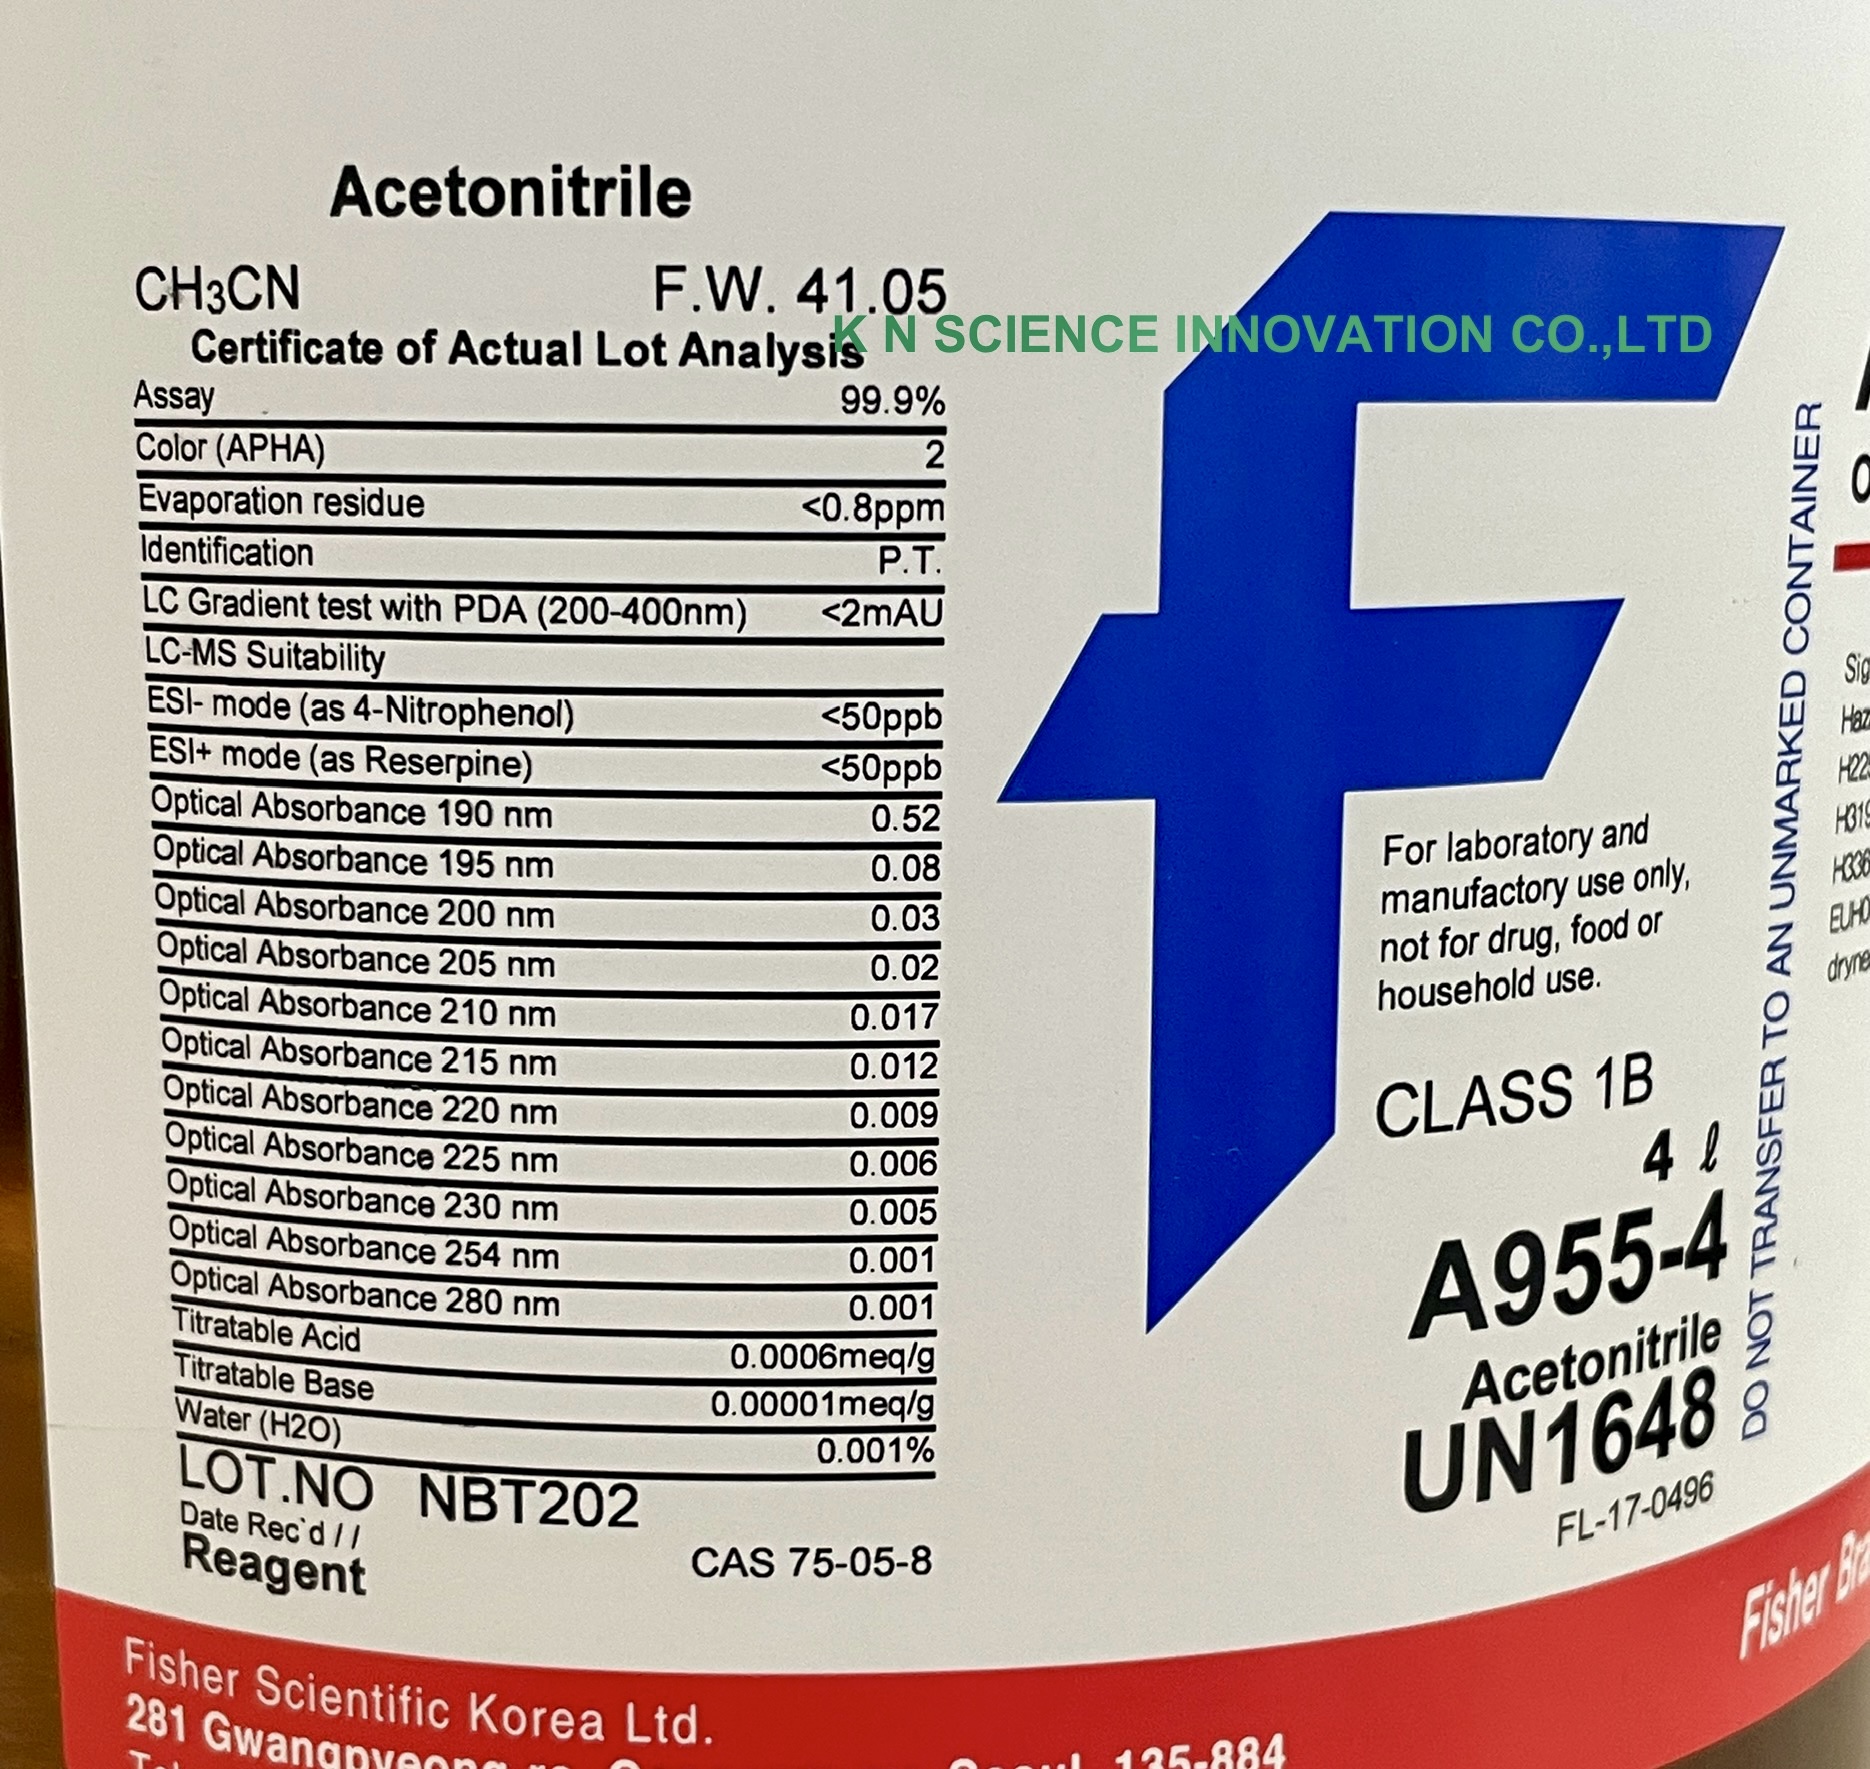 Acetonitrile
CH3CN F.W. 41.05
Certificate of Actual Lot Analysis
K N SCIENCE INNOVATION CO.,LTD
Assay 99.9%
Color (APHA) 2
Evaporation residue <0.8ppm
Identification P.T.
LC Gradient test with PDA (200-400nm) <2mAU
LC-MS Suitability
ESI- mode (as 4-Nitrophenol) <50ppb
ESI+ mode (as Reserpine) <50ppb
Optical Absorbance 190 nm 0.52
Optical Absorbance 195 nm 0.08
Optical Absorbance 200 nm 0.03
Optical Absorbance 205 nm 0.02
Optical Absorbance 210 nm 0.017
Optical Absorbance 215 nm 0.012
Optical Absorbance 220 nm 0.009
Optical Absorbance 225 nm 0.006
Optical Absorbance 230 nm 0.005
Optical Absorbance 254 nm 0.001
Optical Absorbance 280 nm 0.001
Titratable Acid 0.0006meq/g
Titratable Base 0.00001meq/g
Water (H2O) 0.001%
LOT.NO NBT202
Date Rec`d / /
Reagent CAS 75-05-8
For laboratory and
manufactory use only,
not for drug, food or
household use.
CLASS 1B
4 ℓ
A955-4
Acetonitrile
UN1648
FL-17-0496
DO NOT TRANSFER TO AN UNMARKED CONTAINER
Fisher
Fisher Scientific Korea Ltd.
281 Seoul, 135-884